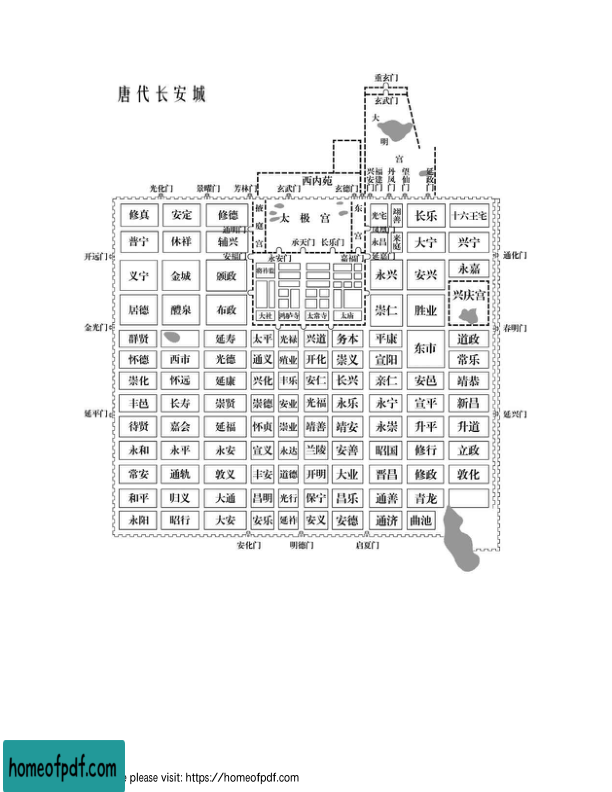 重玄门
唐代长安城
玄武门
大
明
宫
西内苑
兴安门 福建门 丹凤门 望仙门 延政门
光化门 景曜门 芳林门 玄武门 玄德门
修真 安定 修德 掖庭宫 太极宫 东宫 光宅 翊善 长乐 十六王宅
通明门 凤凰门
普宁 休祥 辅兴 承天门 长乐门 永昌 来庭 大宁 兴宁
开远门 安福门 永安门 嘉福门 延嘉门 通化门
义宁 金城 颁政 永兴 安兴 永嘉
居德 醴泉 布政 大社 鸿胪寺 太常寺 太庙 崇仁 胜业 兴庆宫
金光门 春明门
群贤 延寿 太平 光禄 兴道 务本 平康 东市 道政
怀德 西市 光德 通义 殖业 开化 崇义 宣阳 常乐
崇化 怀远 延康 兴化 丰乐 安仁 长兴 亲仁 安邑 靖恭
丰邑 长寿 崇贤 崇德 安业 光福 永乐 永宁 宣平 新昌
延平门 延兴门
待贤 嘉会 延福 怀贞 崇业 靖善 靖安 永崇 升平 升道
永和 永平 永安 宣义 永达 兰陵 安善 昭国 修行 立政
常安 通轨 敦义 丰安 道德 开明 大业 晋昌 修政 敦化
和平 归义 大通 昌明 光行 保宁 昌乐 通善 青龙
永阳 昭行 大安 安乐 延祚 安义 安德 通济 曲池
安化门 明德门 启夏门
homeofpdf.com
e please visit: https://homeofpdf.com